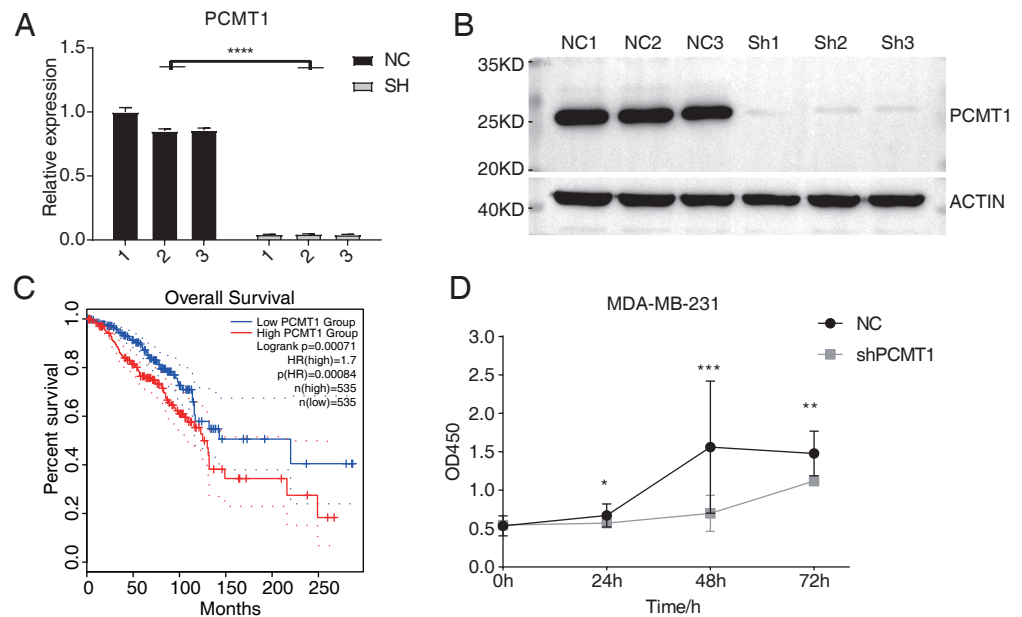 A
PCMT1
Relative expression
1.5
1.0
0.5
0.0
****
NC
SH
1
2
3
1
2
3
B
NC1 NC2 NC3 Sh1 Sh2 Sh3
35KD
25KD
20KD
40KD
PCMT1
ACTIN
C
Overall Survival
Percent survival
1.0
0.8
0.6
0.4
0.2
0.0
Low PCMT1 Group
High PCMT1 Group
Logrank p=0.00071
HR(high)=1.7
p(HR)=0.00084
n(high)=535
n(low)=535
0 50 100 150 200 250
Months
D
MDA-MB-231
NC
shPCMT1
OD450
3.0
2.5
2.0
1.5
1.0
0.5
0.0
*
***
**
0h 24h 48h 72h
Time/h